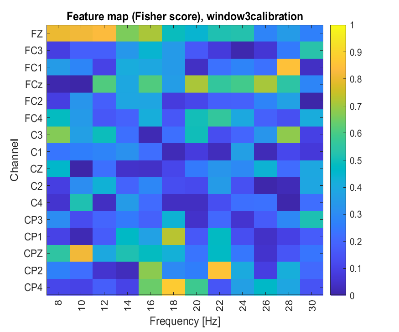 Feature map (Fisher score), window3calibration
Channel
FZ
FC3
FC1
FCz
FC2
FC4
C3
C1
CZ
C2
C4
CP3
CP1
CPZ
CP2
CP4
8 10 12 14 16 18 20 22 24 26 28 30
Frequency [Hz]
1
0.9
0.8
0.7
0.6
0.5
0.4
0.3
0.2
0.1
0